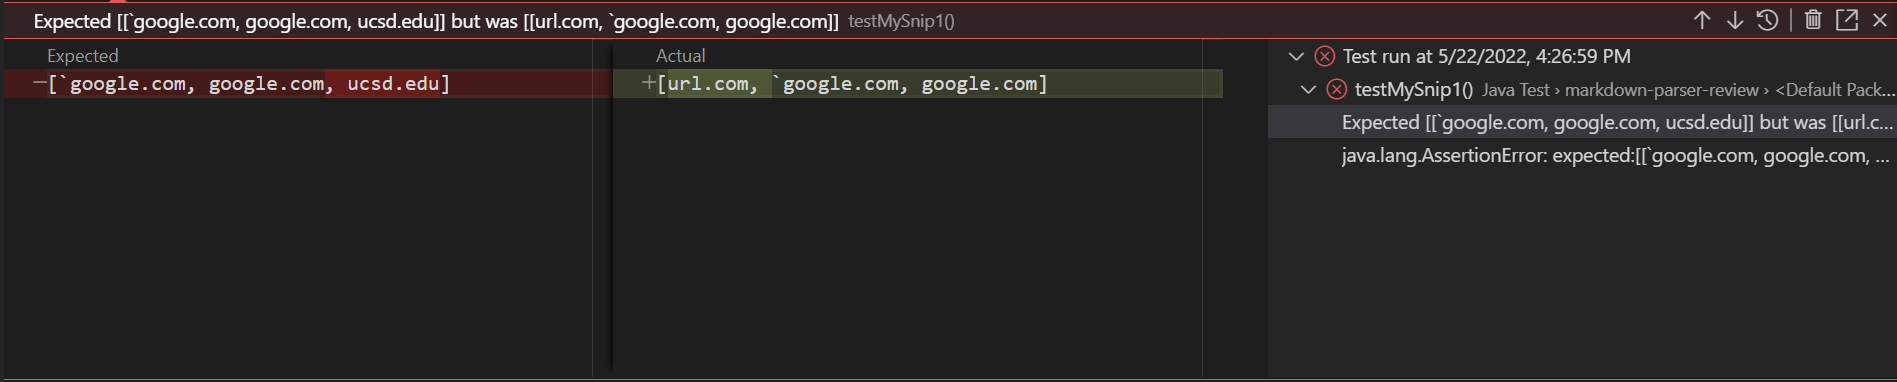 Expected [[`google.com, google.com, ucsd.edu]] but was [[url.com, `google.com, google.com]] testMySnip1()
Expected
−[`google.com, google.com, ucsd.edu]
Actual
+[url.com, `google.com, google.com]
Test run at 5/22/2022, 4:26:59 PM
testMySnip1() Java Test › markdown-parser-review › <Default Pack...
Expected [[`google.com, google.com, ucsd.edu]] but was [[url.c...
java.lang.AssertionError: expected:[[`google.com, google.com, ...